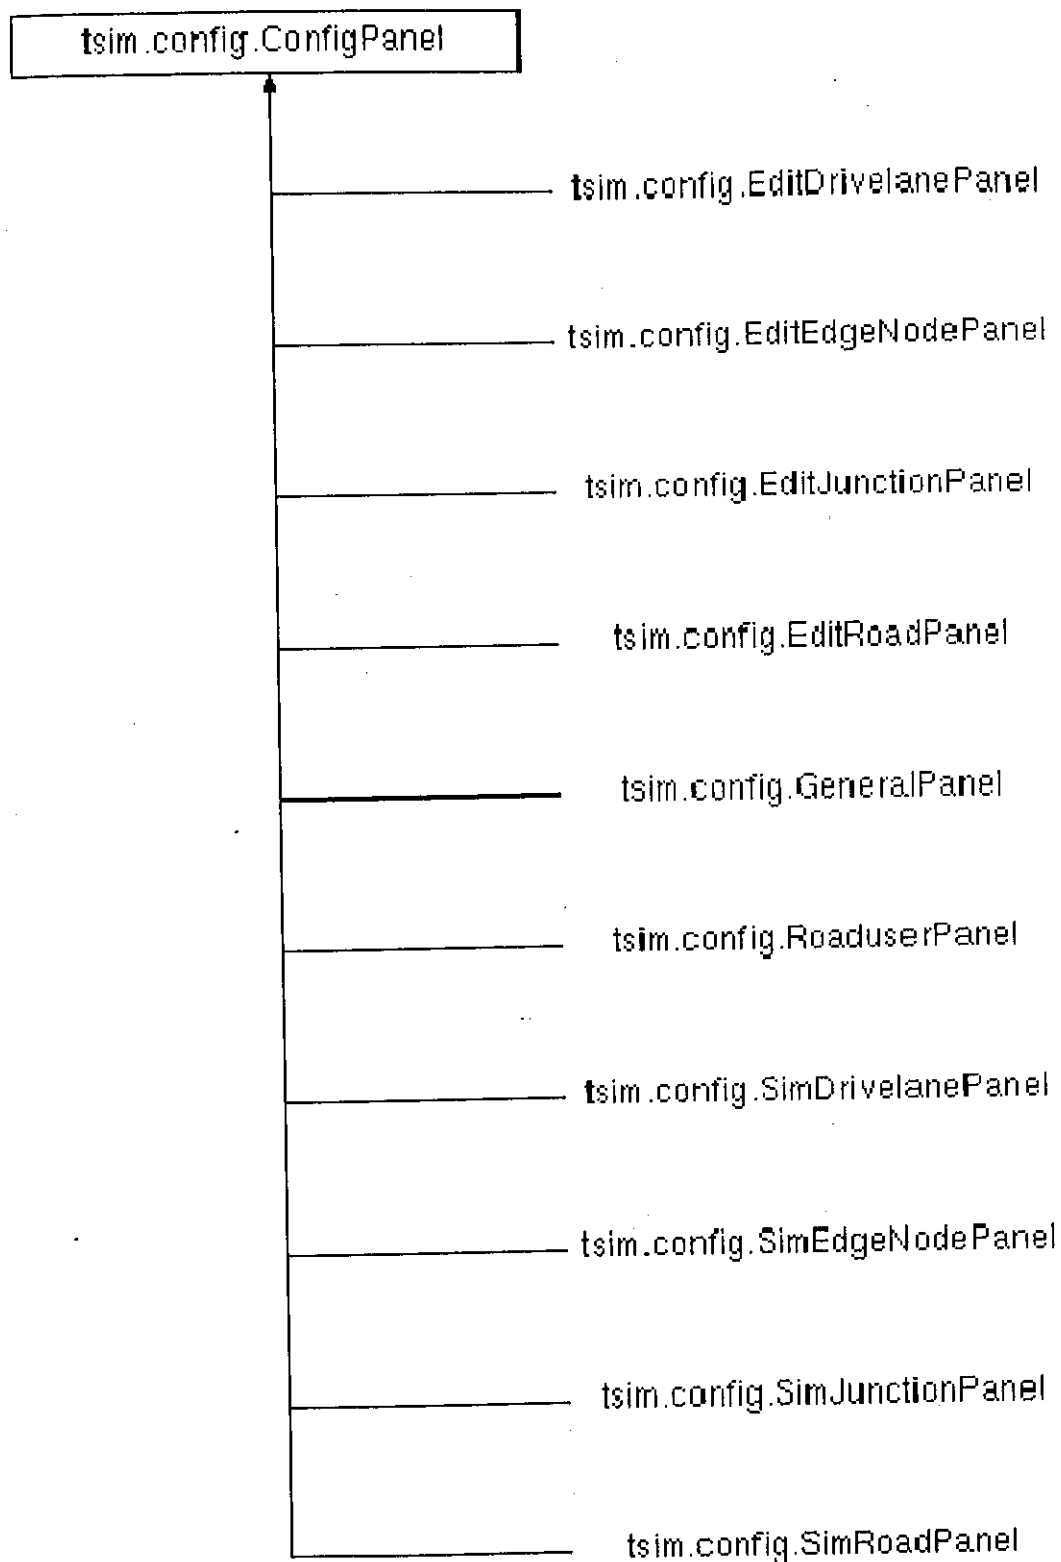 tsim.config.ConfigPanel
tsim.config.EditDrivelanePanel
tsim.config.EditEdgeNodePanel
tsim.config.EditJunctionPanel
tsim.config.EditRoadPanel
tsim.config.GeneralPanel
tsim.config.RoaduserPanel
tsim.config.SimDrivelanePanel
tsim.config.SimEdgeNodePanel
tsim.config.SimJunctionPanel
tsim.config.SimRoadPanel